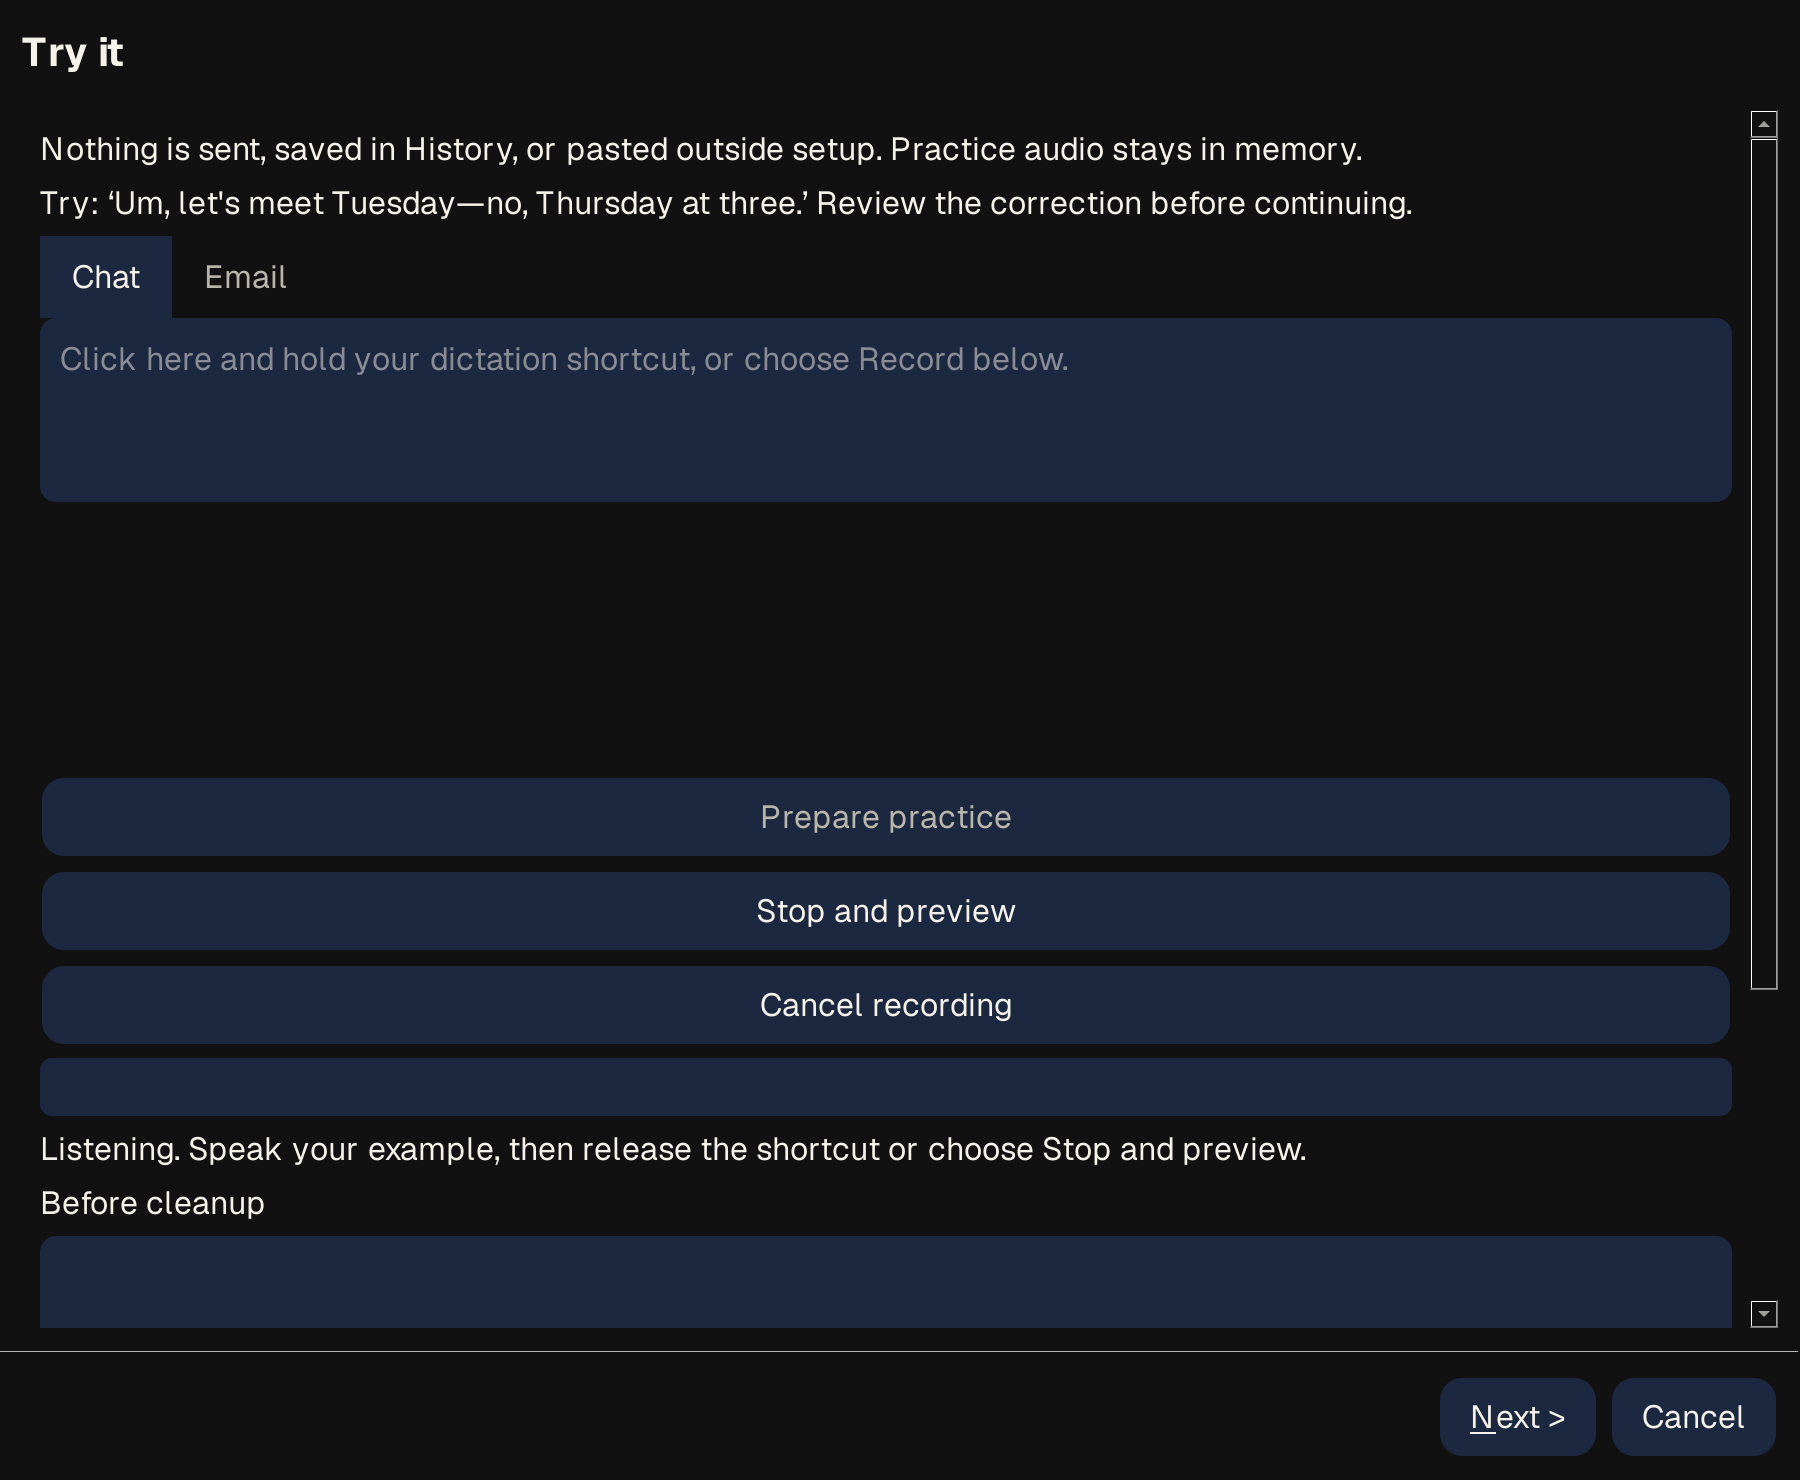 Try it
Nothing is sent, saved in History, or pasted outside setup. Practice audio stays in memory.
Try: ‘Um, let's meet Tuesday—no, Thursday at three.’ Review the correction before continuing.
Chat
Email
Click here and hold your dictation shortcut, or choose Record below.
Prepare practice
Stop and preview
Cancel recording
Listening. Speak your example, then release the shortcut or choose Stop and preview.
Before cleanup
Next >
Cancel